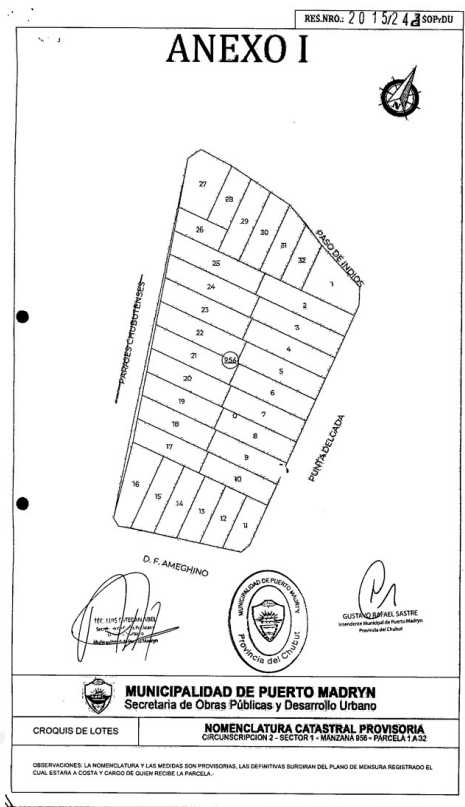 RES.NRO.: 2015/24 SOPrDU
ANEXO I
N
27
28
29
26
30
31
32
1
PASO DE INDIOS
25
24
2
23
3
22
4
21
956
5
20
6
19
7
18
8
17
9
10
16
15
14
13
12
11
PARAJES CHUBUTENSES
PUNTA DELGADA
D. F. AMEGHINO
MUNICIPALIDAD DE PUERTO MADRYN
Provincia del Chubut
GUSTAVO RAFAEL SASTRE
Intendente Municipal de Puerto Madryn
Provincia del Chubut
MUNICIPALIDAD DE PUERTO MADRYN
Secretaria de Obras Públicas y Desarrollo Urbano
CROQUIS DE LOTES
NOMENCLATURA CATASTRAL PROVISORIA
CIRCUNSCRIPCION 2 - SECTOR 1 - MANZANA 956 - PARCELA 1 A 32
OBSERVACIONES: LA NOMENCLATURA Y LAS MEDIDAS SON PROVISORIAS, LAS DEFINITIVAS SURGIRAN DEL PLANO DE MENSURA REGISTRADO EL
CUAL ESTARA A COSTA Y CARGO DE QUIEN RECIBE LA PARCELA.-